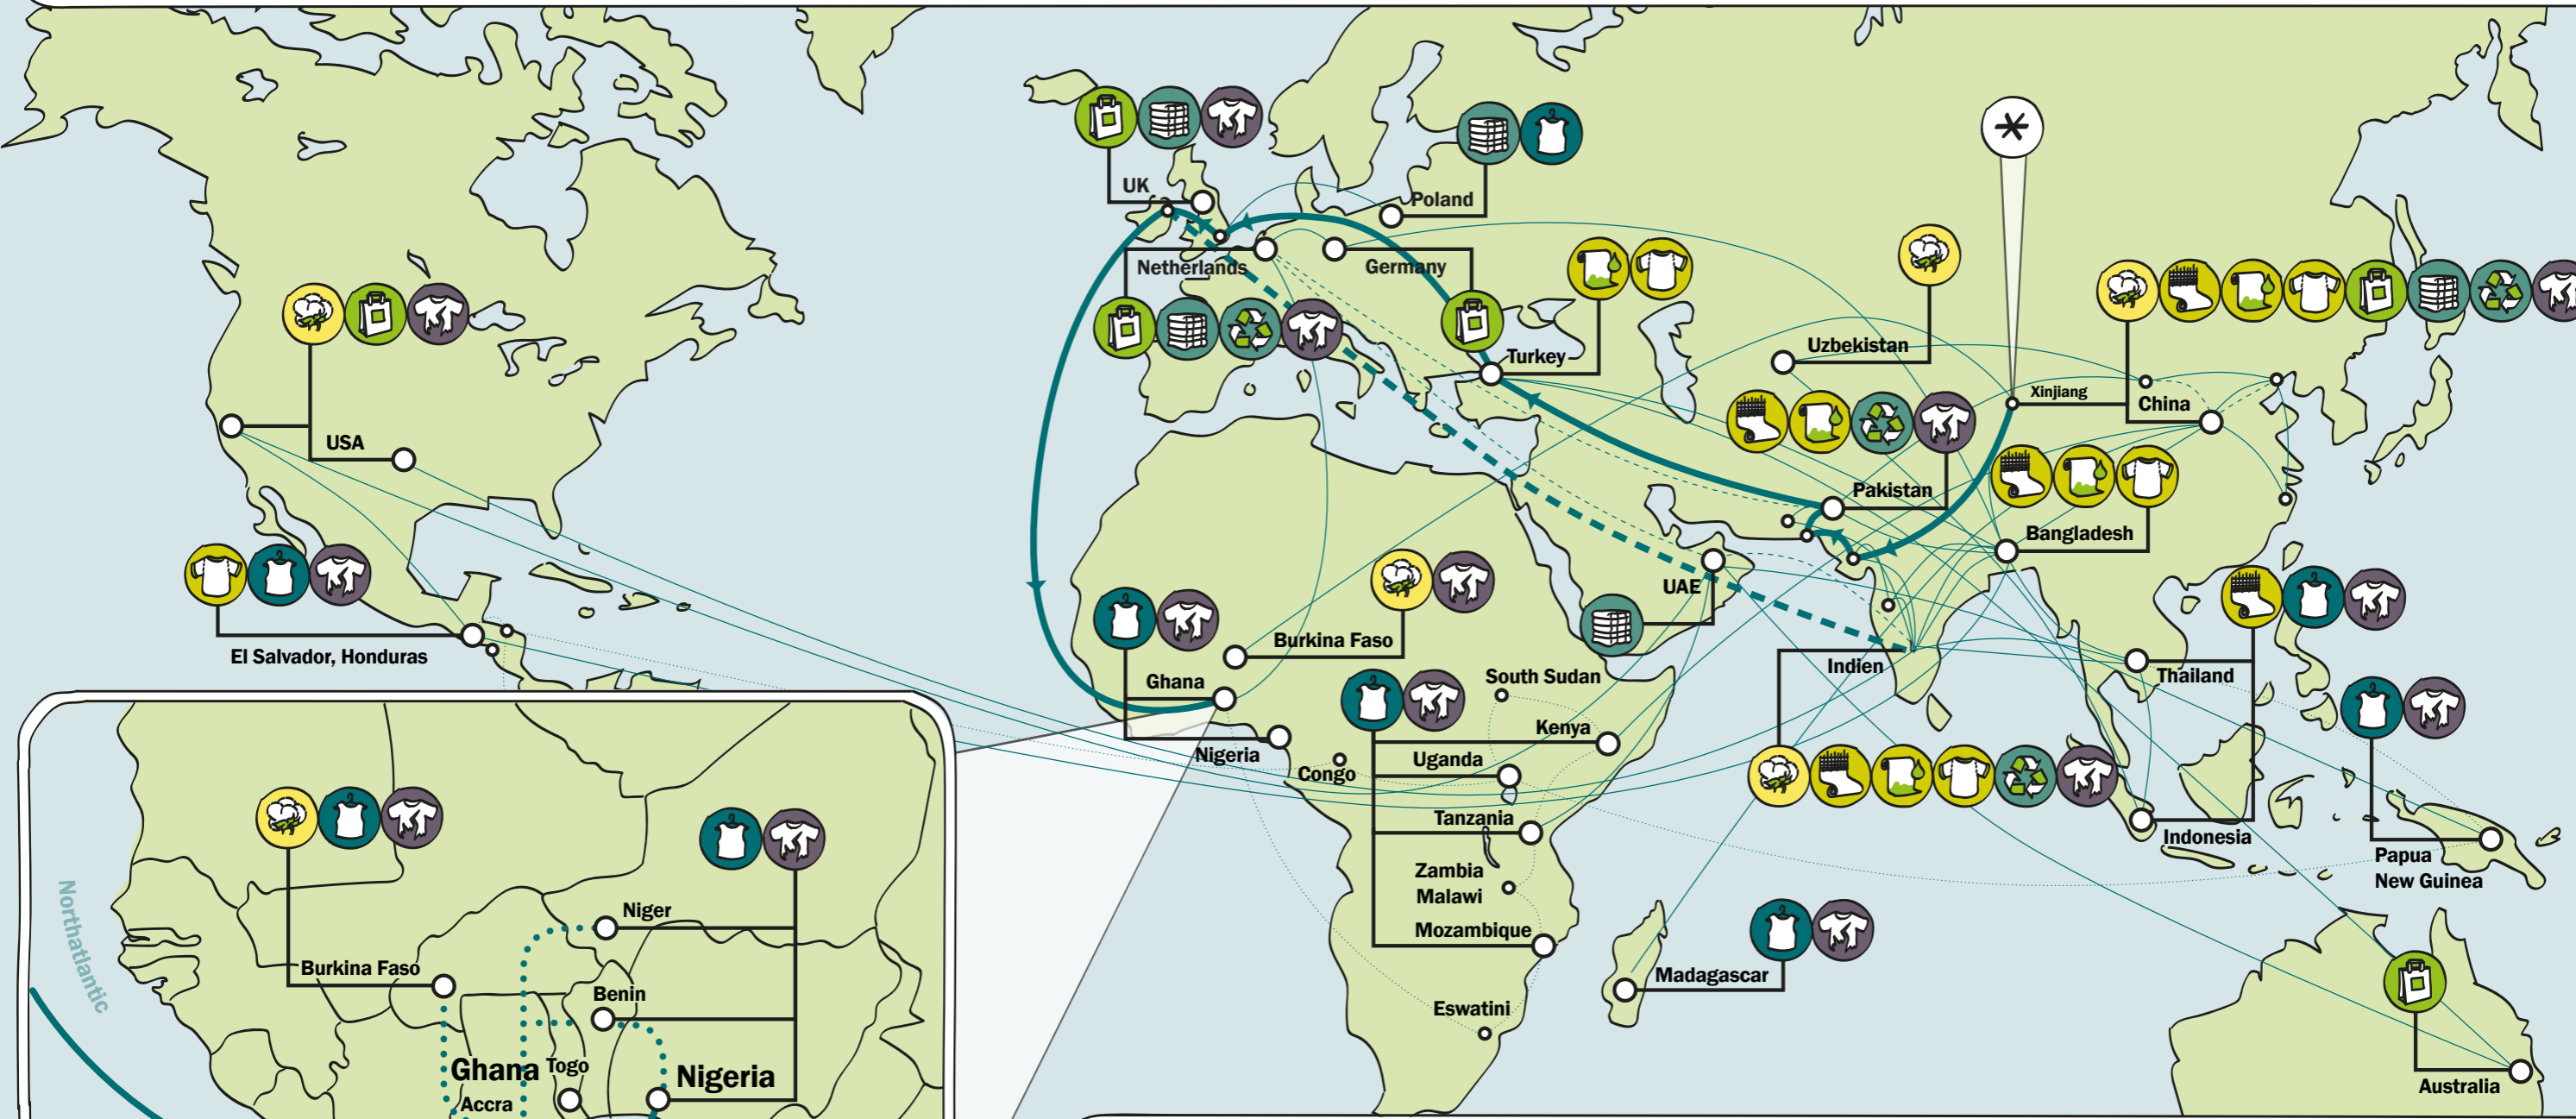 UK
Poland
Netherlands
Germany
Turkey
Uzbekistan
Xinjiang
China
USA
Pakistan
Bangladesh
UAE
El Salvador, Honduras
Burkina Faso
Ghana
Nigeria
Congo
South Sudan
Kenya
Uganda
Tanzania
Zambia
Malawi
Mozambique
Eswatini
Madagascar
Indien
Thailand
Indonesia
Papua
New Guinea
Australia
Northatlantic
Niger
Burkina Faso
Benin
Ghana
Togo
Nigeria
Accra